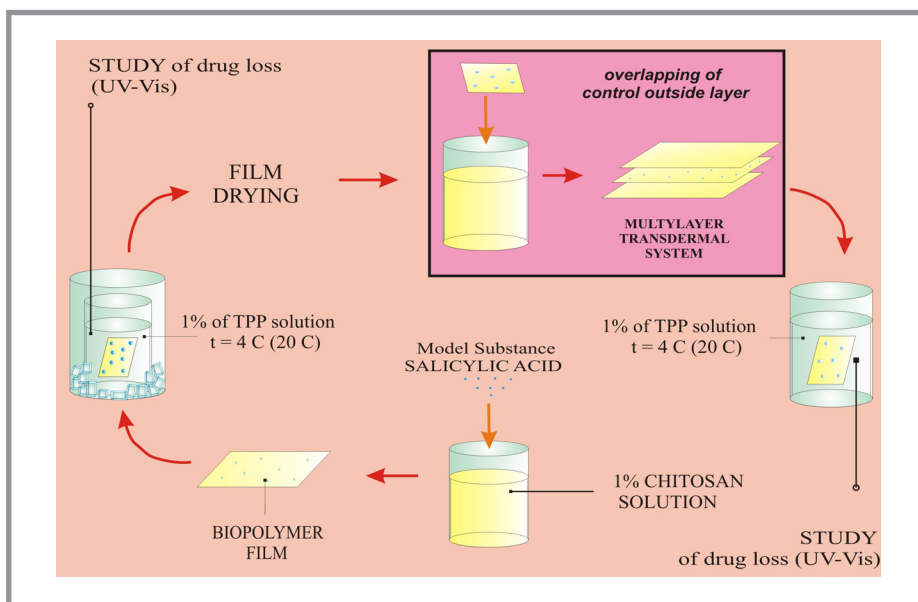 STUDY of drug loss
(UV-Vis)
overlapping of
control outside layer
FILM
DRYING
MULTYLAYER
TRANSDERMAL
SYSTEM
1% of TPP solution
t = 4 C (20 C)
1% of TPP solution
t = 4 C (20 C)
Model Substance
SALICYLIC ACID
1% CHITOSAN
SOLUTION
BIOPOLYMER
FILM
STUDY
of drug loss (UV-Vis)